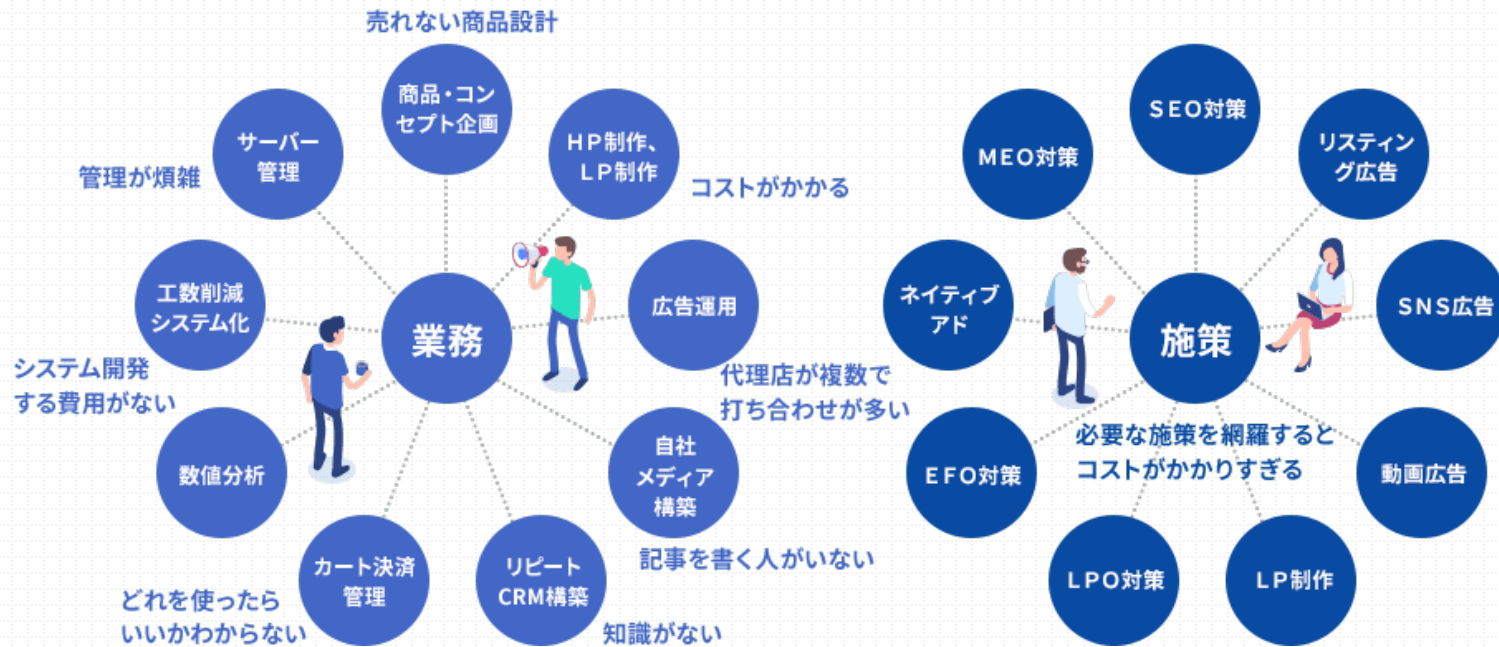 売れない商品設計
商品・コン
セプト企画
サーバー
管理
管理が煩雑
HP制作、
LP制作
コストがかかる
工数削減
システム化
システム開発
する費用がない
業務
広告運用
代理店が複数で
打ち合わせが多い
数値分析
自社
メディア
構築
記事を書く人がいない
カート決済
管理
どれを使ったら
いいかわからない
リピート
CRM構築
知識がない
SEO対策
MEO対策
リスティン
グ広告
ネイティブ
アド
施策
SNS広告
必要な施策を網羅すると
コストがかかりすぎる
EFO対策
動画広告
LPO対策
LP制作